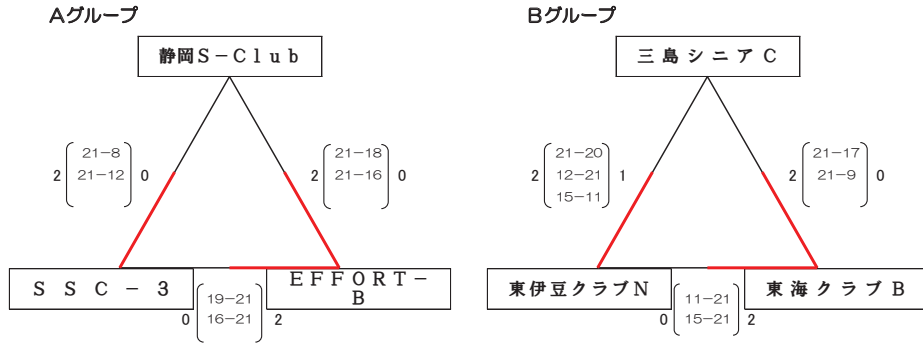 Aグループ
静岡S-Club
2
21-8
21-12
0
2
21-18
21-16
0
SSC-3
EFFORT-
B
0
19-21
16-21
2
Bグループ
三島シニアC
2
21-20
12-21
15-11
1
2
21-17
21-9
0
東伊豆クラブN
東海クラブB
0
11-21
15-21
2